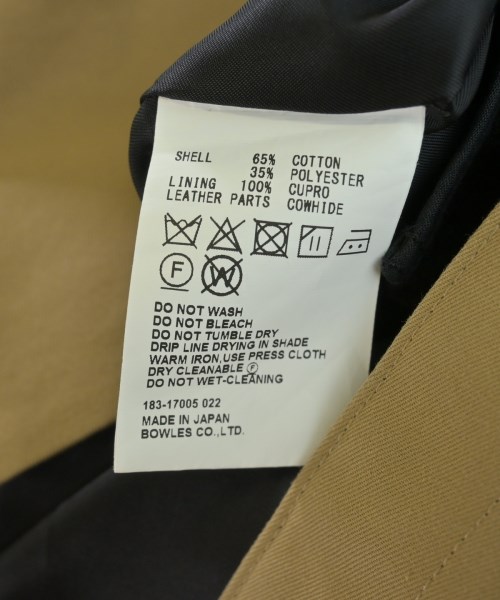 SHELL 65% COTTON
35% POLYESTER
LINING 100% CUPRO
LEATHER PARTS COWHIDE
F W
DO NOT WASH
DO NOT BLEACH
DO NOT TUMBLE DRY
DRIP LINE DRYING IN SHADE
WARM IRON,USE PRESS CLOTH
DRY CLEANABLE Ⓕ
DO NOT WET-CLEANING
183-17005 022
MADE IN JAPAN
BOWLES CO.,LTD.